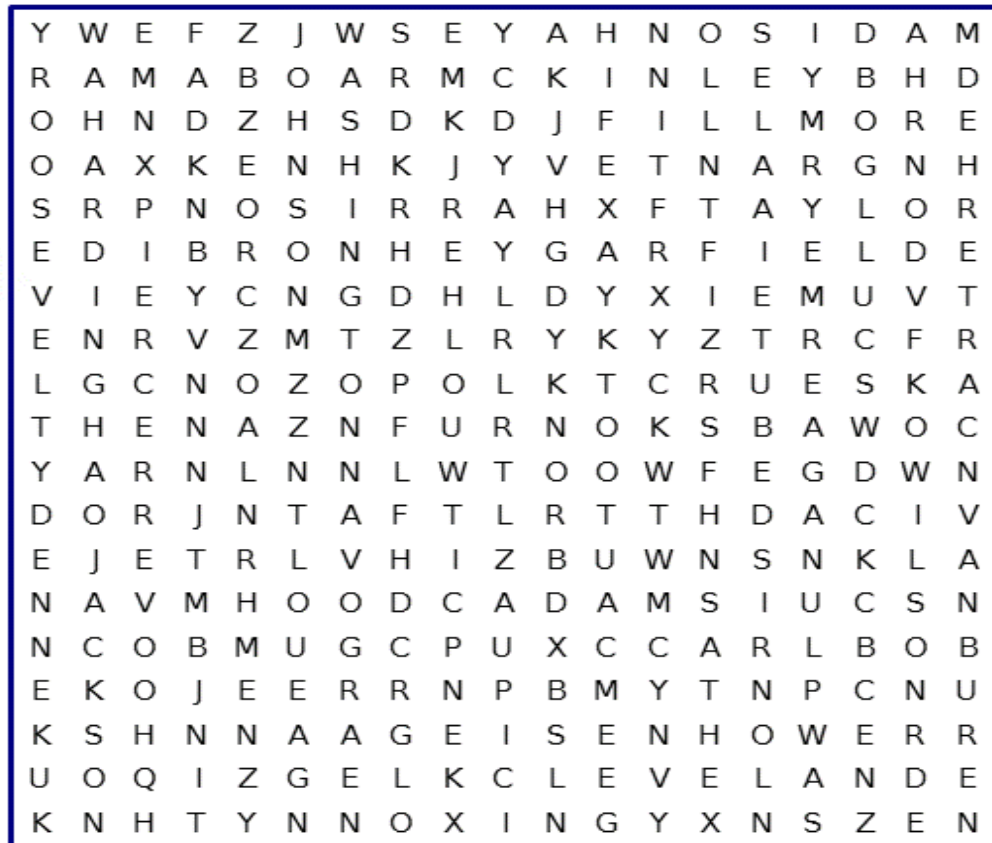 Y W E F Z J W S E Y A H N O S I D A M
R A M A B O A R M C K I N L E Y B H D
O H N D Z H S D K D J F I L L M O R E
O A X K E N H K J Y V E T N A R G N H
S R P N O S I R R A H X F T A Y L O R
E D I B R O N H E Y G A R F I E L D E
V I E Y C N G D H L D Y X I E M U V T
E N R V Z M T Z L R Y K Y Z T R C F R
L G C N O Z O P O L K T C R U E S K A
T H E N A Z N F U R N O K S B A W O C
Y A R N L N N L W T O O W F E G D W N
D O R J N T A F T L R T T H D A C I V
E J E T R L V H I Z B U W N S N K L A
N A V M H O O D C A D A M S I U C S N
N C O B M U G C P U X C C A R L B O B
E K O J E E R R N P B M Y T N P C N U
K S H N N A A G E I S E N H O W E R R
U O Q I Z G E L K C L E V E L A N D E
K N H T Y N N O X I N G Y X N S Z E N